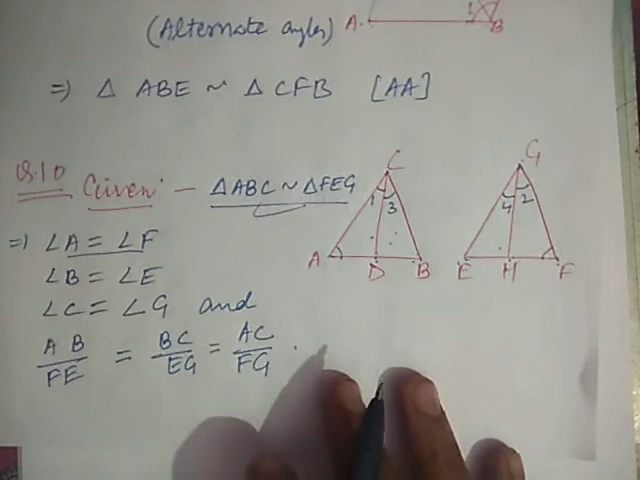 (Alternate angles)
A B
1
⇒ Δ ABE ~ Δ CFB [AA]
Q.10 Given: - ΔABC ~ ΔFEG
⇒ ∠A = ∠F
∠B = ∠E
∠C = ∠G and
AB/FE = BC/EG = AC/FG .
C
1 3
A D B
G
4 2
E H F